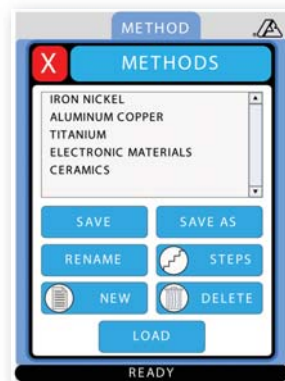 METHOD
X METHODS
IRON NICKEL
ALUMINUM COPPER
TITANIUM
ELECTRONIC MATERIALS
CERAMICS
SAVE SAVE AS
RENAME STEPS
NEW DELETE
LOAD
READY